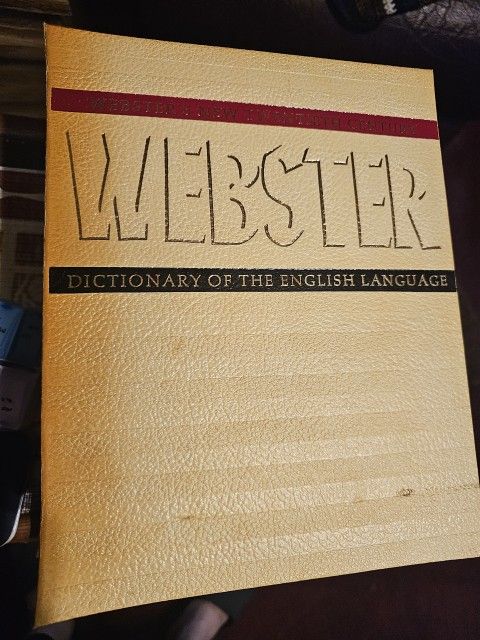 WEBSTER'S NEW TWENTIETH CENTURY
WEBSTER
DICTIONARY OF THE ENGLISH LANGUAGE